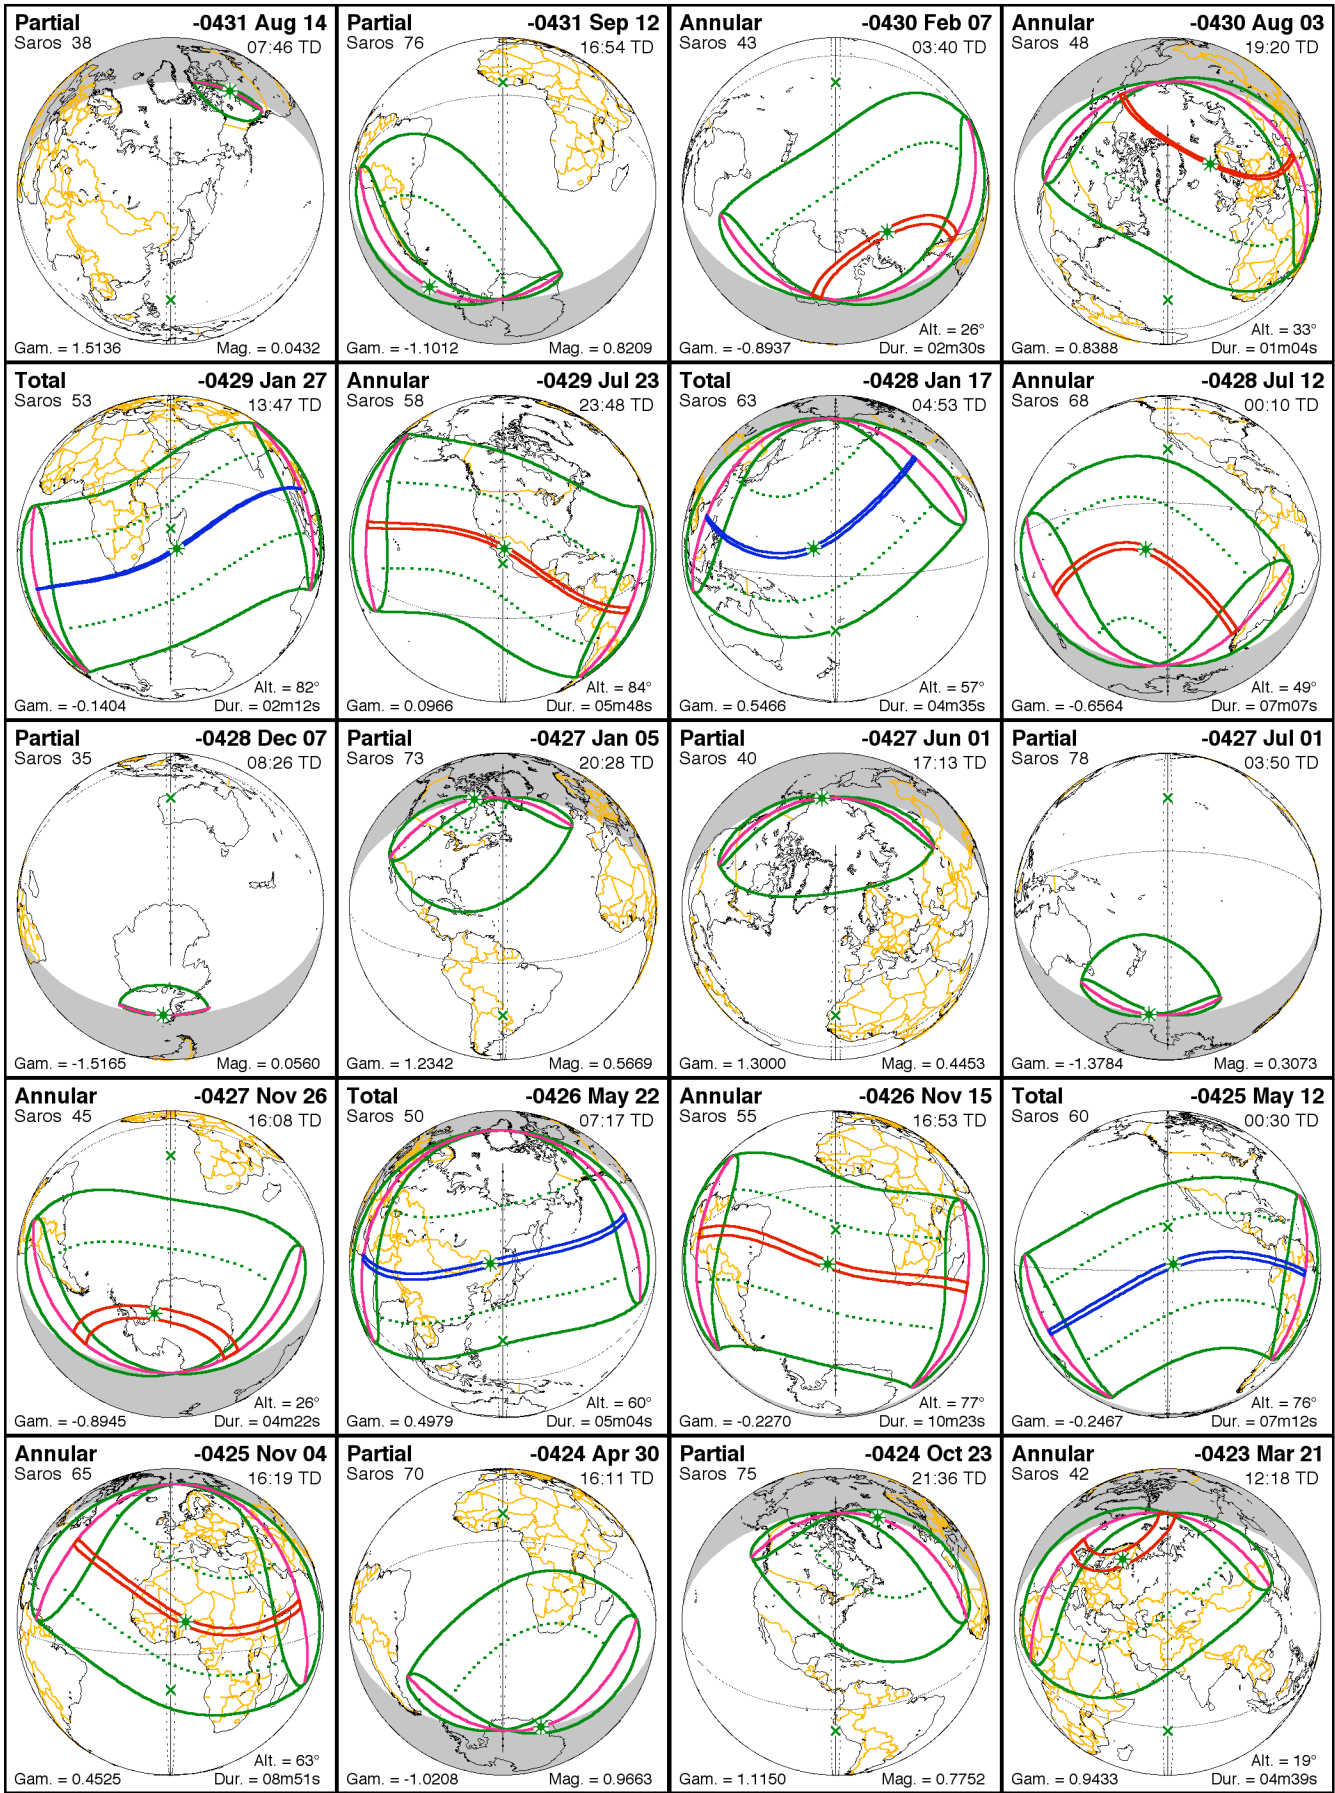 Partial -0431 Aug 14
Saros 38 07:46 TD
Gam. = 1.5136 Mag. = 0.0432
Partial -0431 Sep 12
Saros 76 16:54 TD
Gam. = -1.1012 Mag. = 0.8209
Annular -0430 Feb 07
Saros 43 03:40 TD
Alt. = 26°
Gam. = -0.8937 Dur. = 02m30s
Annular -0430 Aug 03
Saros 48 19:20 TD
Alt. = 33°
Gam. = 0.8388 Dur. = 01m04s
Total -0429 Jan 27
Saros 53 13:47 TD
Alt. = 82°
Gam. = -0.1404 Dur. = 02m12s
Annular -0429 Jul 23
Saros 58 23:48 TD
Alt. = 84°
Gam. = 0.0966 Dur. = 05m48s
Total -0428 Jan 17
Saros 63 04:53 TD
Alt. = 57°
Gam. = 0.5466 Dur. = 04m35s
Annular -0428 Jul 12
Saros 68 00:10 TD
Alt. = 49°
Gam. = -0.6564 Dur. = 07m07s
Partial -0428 Dec 07
Saros 35 08:26 TD
Gam. = -1.5165 Mag. = 0.0560
Partial -0427 Jan 05
Saros 73 20:28 TD
Gam. = 1.2342 Mag. = 0.5669
Partial -0427 Jun 01
Saros 40 17:13 TD
Gam. = 1.3000 Mag. = 0.4453
Partial -0427 Jul 01
Saros 78 03:50 TD
Gam. = -1.3784 Mag. = 0.3073
Annular -0427 Nov 26
Saros 45 16:08 TD
Alt. = 26°
Gam. = -0.8945 Dur. = 04m22s
Total -0426 May 22
Saros 50 07:17 TD
Alt. = 60°
Gam. = 0.4979 Dur. = 05m04s
Annular -0426 Nov 15
Saros 55 16:53 TD
Alt. = 77°
Gam. = -0.2270 Dur. = 10m23s
Total -0425 May 12
Saros 60 00:30 TD
Alt. = 76°
Gam. = -0.2467 Dur. = 07m12s
Annular -0425 Nov 04
Saros 65 16:19 TD
Alt. = 63°
Gam. = 0.4525 Dur. = 08m51s
Partial -0424 Apr 30
Saros 70 16:11 TD
Gam. = -1.0208 Mag. = 0.9663
Partial -0424 Oct 23
Saros 75 21:36 TD
Gam. = 1.1150 Mag. = 0.7752
Annular -0423 Mar 21
Saros 42 12:18 TD
Alt. = 19°
Gam. = 0.9433 Dur. = 04m39s